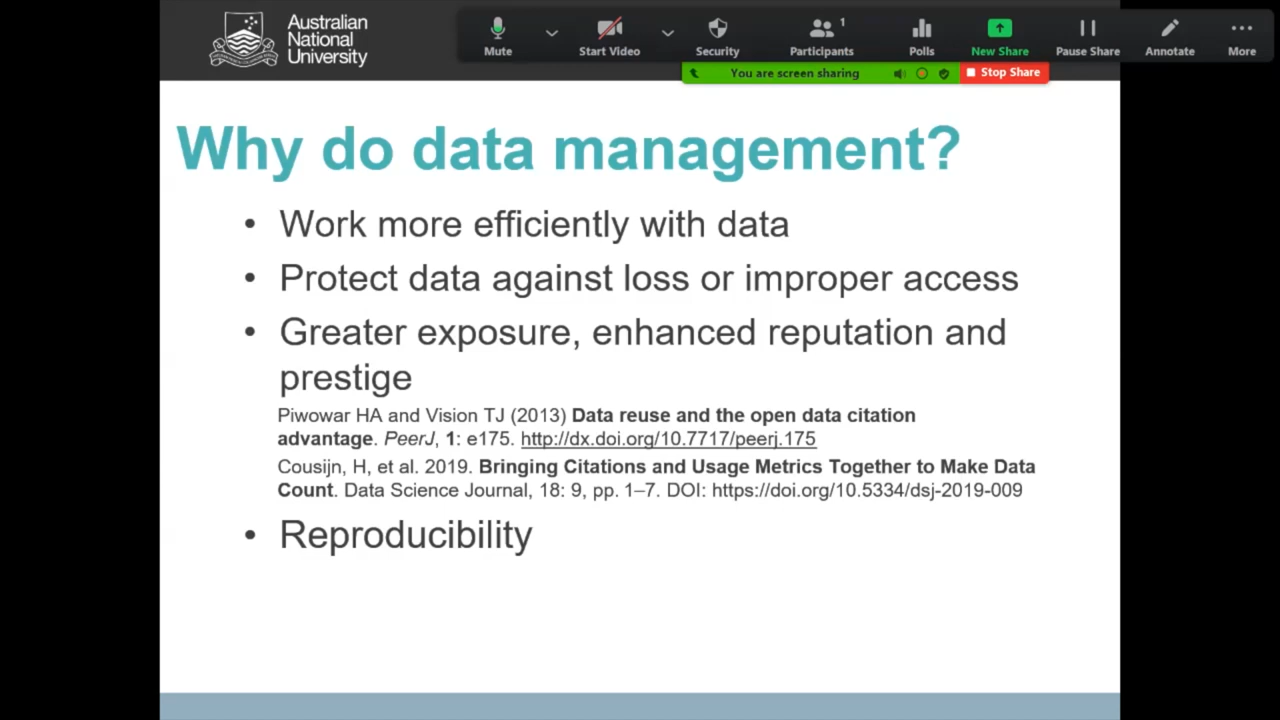 Australian
National
University
Mute
Start Video
Security
Participants
1
Polls
New Share
Pause Share
Annotate
More
You are screen sharing
Stop Share
Why do data management?
• Work more efficiently with data
• Protect data against loss or improper access
• Greater exposure, enhanced reputation and
prestige
Piwowar HA and Vision TJ (2013) Data reuse and the open data citation
advantage. PeerJ, 1: e175. http://dx.doi.org/10.7717/peerj.175
Cousijn, H, et al. 2019. Bringing Citations and Usage Metrics Together to Make Data
Count. Data Science Journal, 18: 9, pp. 1–7. DOI: https://doi.org/10.5334/dsj-2019-009
• Reproducibility